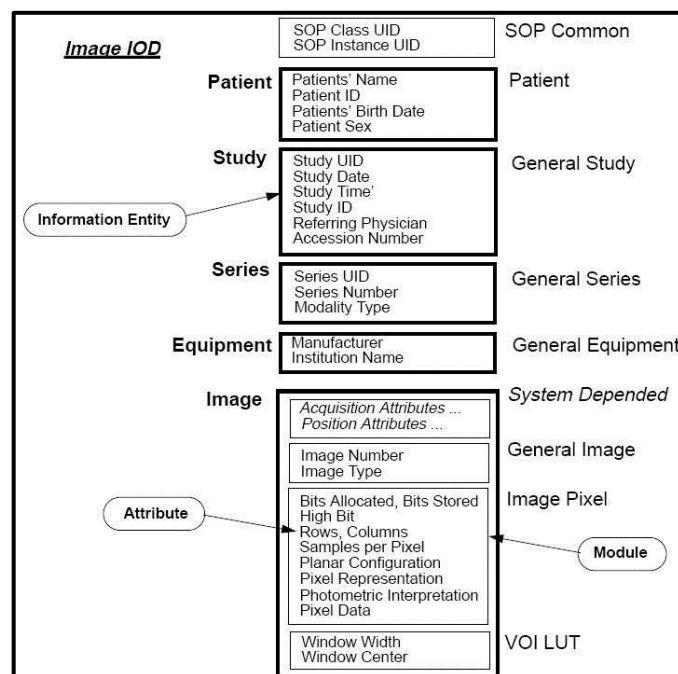 Image IOD
SOP Class UID
SOP Instance UID
SOP Common
Patient
Patients' Name
Patient ID
Patients' Birth Date
Patient Sex
Patient
Study
Study UID
Study Date
Study Time'
Study ID
Referring Physician
Accession Number
General Study
Information Entity
Series
Series UID
Series Number
Modality Type
General Series
Equipment
Manufacturer
Institution Name
General Equipment
Image
System Depended
Acquisition Attributes ...
Position Attributes ...
Image Number
Image Type
General Image
Attribute
Bits Allocated, Bits Stored
High Bit
Rows, Columns
Samples per Pixel
Planar Configuration
Pixel Representation
Photometric Interpretation
Pixel Data
Image Pixel
Module
Window Width
Window Center
VOI LUT